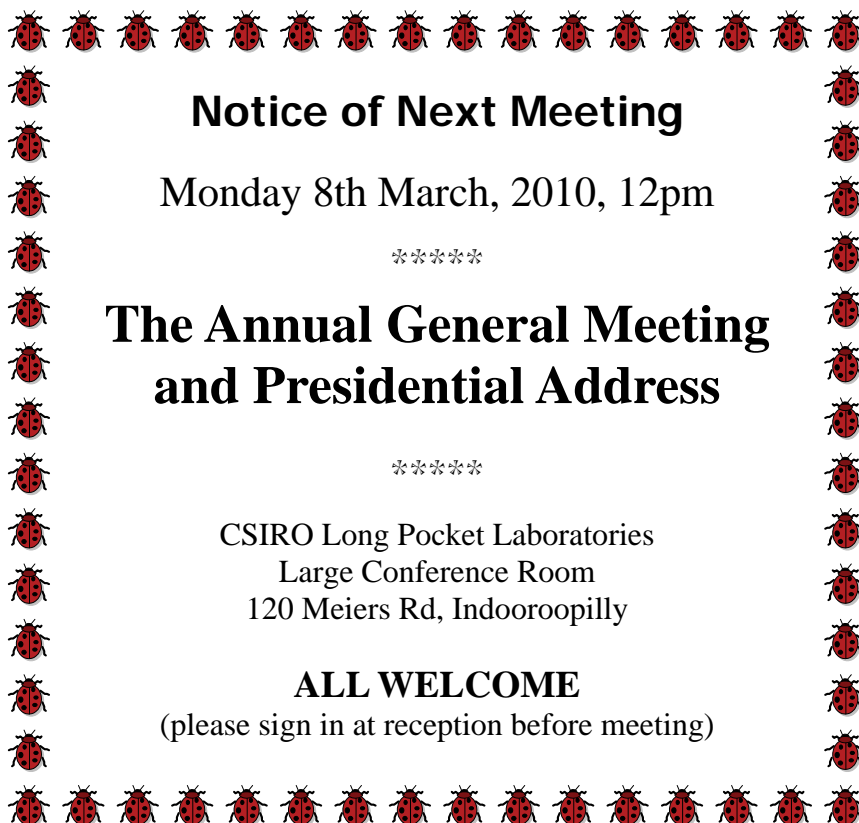 Notice of Next Meeting
Monday 8th March, 2010, 12pm
*****
The Annual General Meeting
and Presidential Address
*****
CSIRO Long Pocket Laboratories
Large Conference Room
120 Meiers Rd, Indooroopilly
ALL WELCOME
(please sign in at reception before meeting)